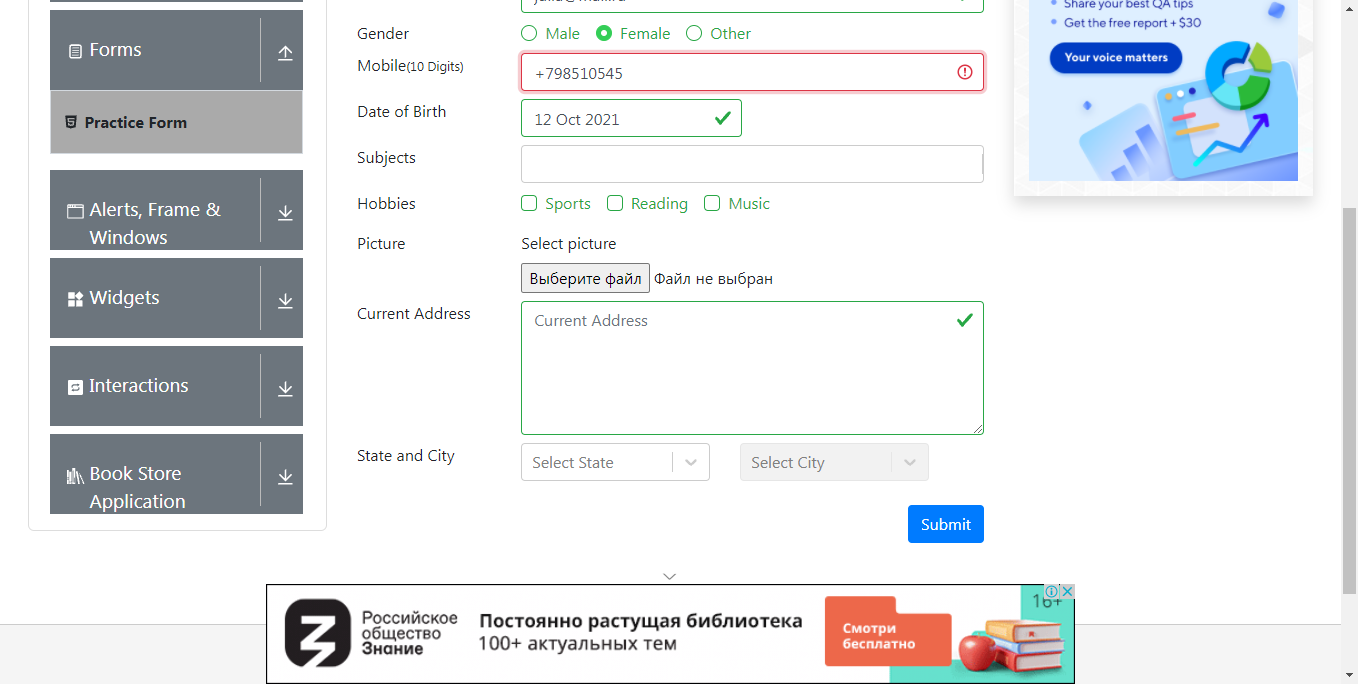 Forms
Practice Form
Alerts, Frame &
Windows
Widgets
Interactions
Book Store
Application
Gender
Male
Female
Other
Mobile(10 Digits)
+798510545
Date of Birth
12 Oct 2021
Subjects
Hobbies
Sports
Reading
Music
Picture
Select picture
Выберите файл
Файл не выбран
Current Address
Current Address
State and City
Select State
Select City
Submit
Share your best QA tips
Get the free report + $30
Your voice matters
Российское
общество
Знание
Постоянно растущая библиотека
100+ актуальных тем
Смотри
бесплатно
16+